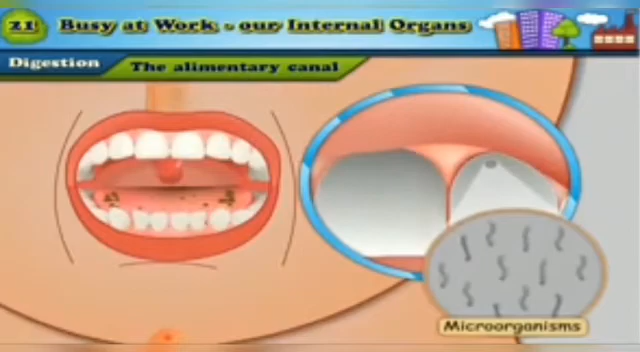 21 Busy at Work - our Internal Organs
Digestion
The alimentary canal
Microorganisms